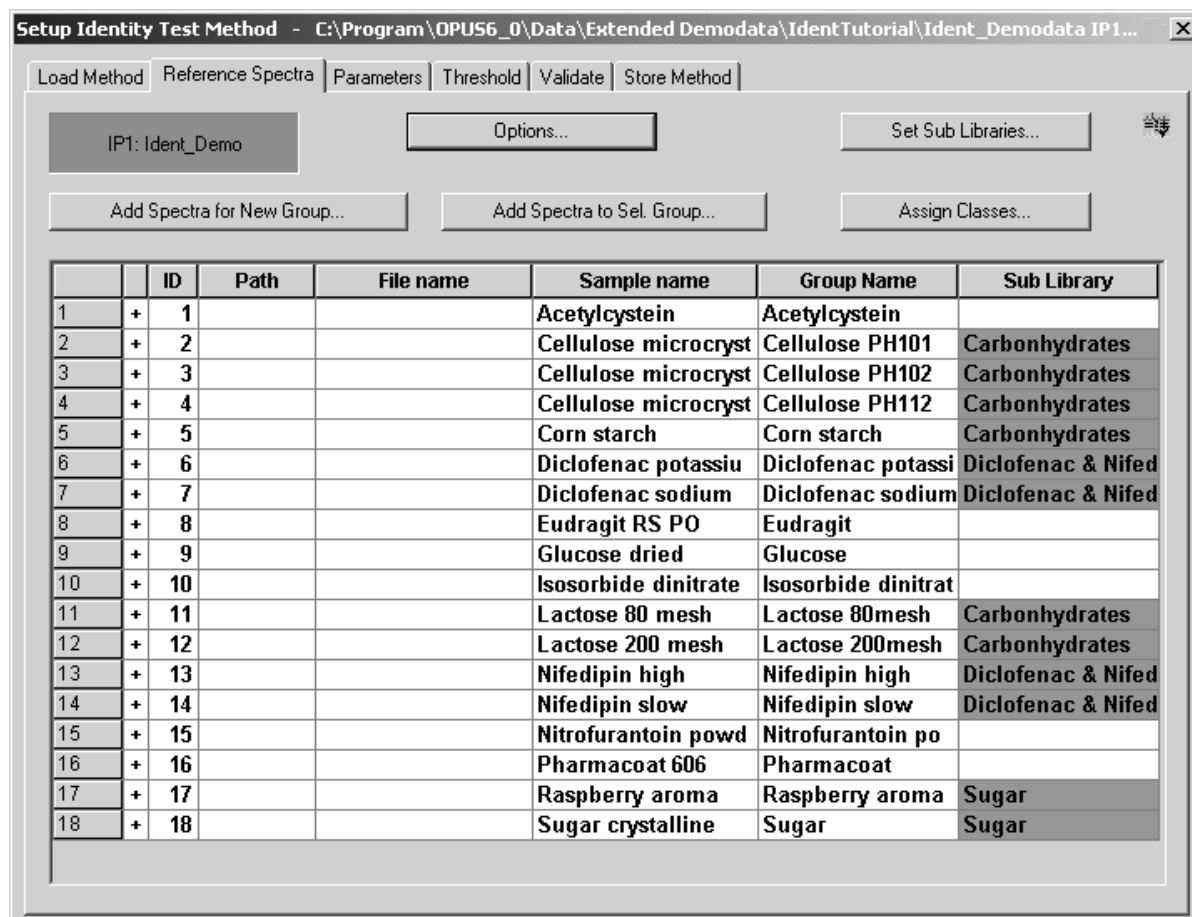 Setup Identity Test Method - C:\Program\OPUS6_0\Data\Extended Demodata\IdentTutorial\Ident_Demodata IP1...
Load Method Reference Spectra Parameters Threshold Validate Store Method
IP1: Ident_Demo Options... Set Sub Libraries...
Add Spectra for New Group... Add Spectra to Sel. Group... Assign Classes...
ID Path File name Sample name Group Name Sub Library
1 + 1 Acetylcystein Acetylcystein
2 + 2 Cellulose microcryst Cellulose PH101 Carbonhydrates
3 + 3 Cellulose microcryst Cellulose PH102 Carbonhydrates
4 + 4 Cellulose microcryst Cellulose PH112 Carbonhydrates
5 + 5 Corn starch Corn starch Carbonhydrates
6 + 6 Diclofenac potassiu Diclofenac potassi Diclofenac & Nifed
7 + 7 Diclofenac sodium Diclofenac sodium Diclofenac & Nifed
8 + 8 Eudragit RS PO Eudragit
9 + 9 Glucose dried Glucose
10 + 10 Isosorbide dinitrate Isosorbide dinitrat
11 + 11 Lactose 80 mesh Lactose 80mesh Carbonhydrates
12 + 12 Lactose 200 mesh Lactose 200mesh Carbonhydrates
13 + 13 Nifedipin high Nifedipin high Diclofenac & Nifed
14 + 14 Nifedipin slow Nifedipin slow Diclofenac & Nifed
15 + 15 Nitrofurantoin powd Nitrofurantoin po
16 + 16 Pharmacoat 606 Pharmacoat
17 + 17 Raspberry aroma Raspberry aroma Sugar
18 + 18 Sugar crystalline Sugar Sugar